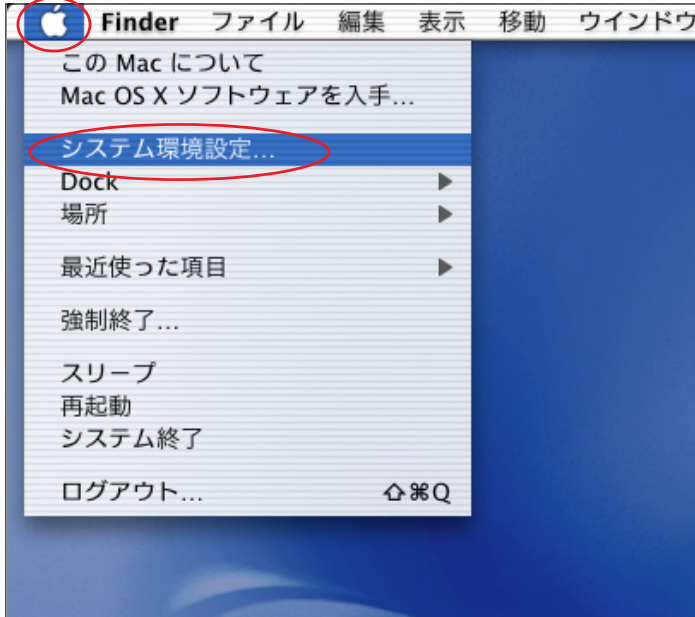 Finder ファイル 編集 表示 移動 ウインドウ
この Mac について
Mac OS X ソフトウェアを入手...
システム環境設定...
Dock
場所
最近使った項目
強制終了...
スリープ
再起動
システム終了
ログアウト... ⇧⌘Q